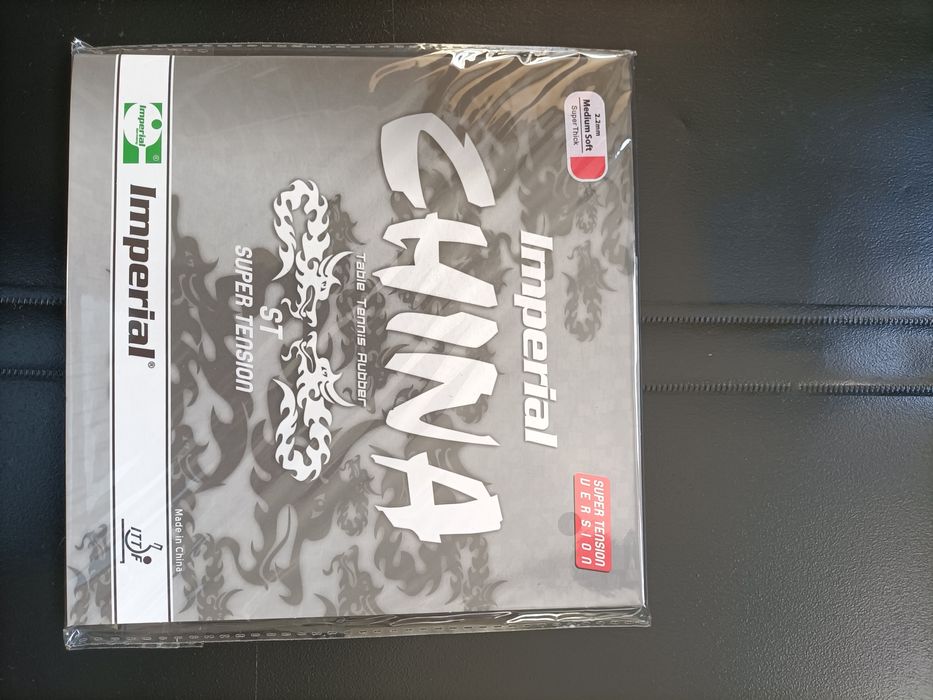 2.2mm
Medium Soft
Super Thick
SUPER TENSION
VERSION
Imperial
CHINA
Table Tennis Rubber
ST
SUPER TENSION
Made in China
Imperial
®
Imperial®
ITTF